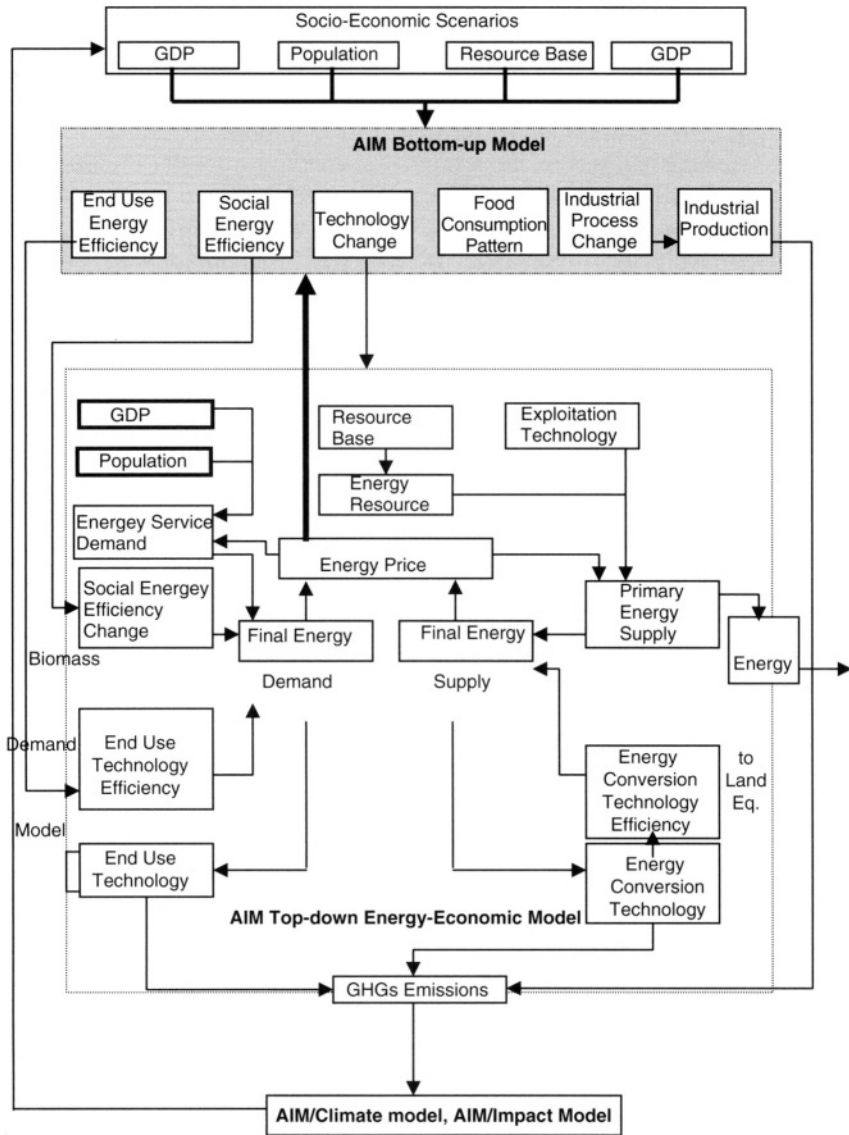 Socio-Economic Scenarios
GDP
Population
Resource Base
GDP
AIM Bottom-up Model
End Use
Energy
Efficiency
Social
Energy
Efficiency
Technology
Change
Food
Consumption
Pattern
Industrial
Process
Change
Industrial
Production
GDP
Population
Resource
Base
Exploitation
Technology
Energy
Resource
Energey Service
Demand
Energy Price
Social Energey
Efficiency
Change
Final Energy
Demand
Final Energy
Supply
Primary
Energy
Supply
Energy
Biomass
Demand
Model
End Use
Technology
Efficiency
Energy
Conversion
Technology
Efficiency
to
Land
Eq.
End Use
Technology
Energy
Conversion
Technology
AIM Top-down Energy-Economic Model
GHGs Emissions
AIM/Climate model, AIM/Impact Model